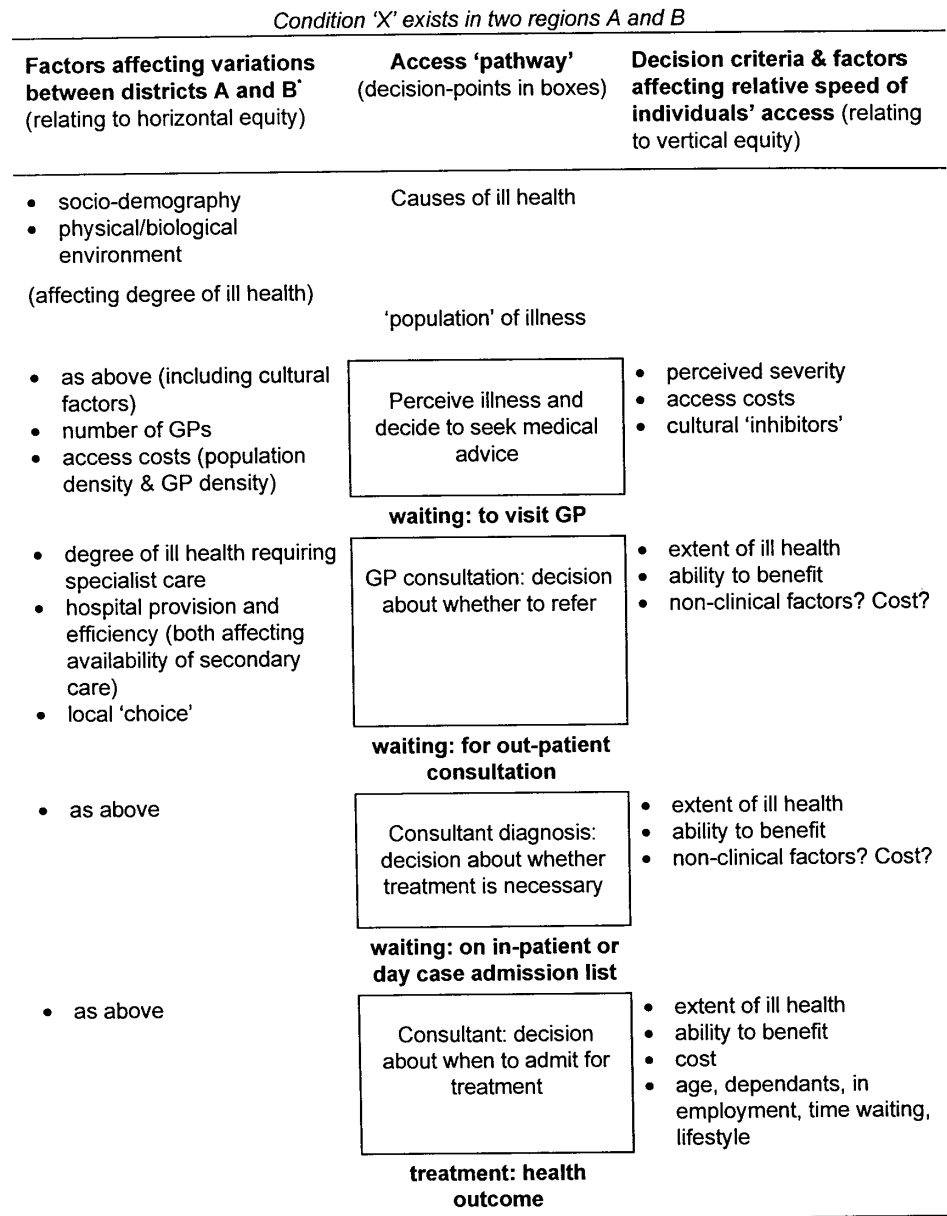 Condition ‘X’ exists in two regions A and B
Factors affecting variations
between districts A and B*
(relating to horizontal equity)
Access ‘pathway’
(decision-points in boxes)
Decision criteria & factors
affecting relative speed of
individuals’ access (relating
to vertical equity)
• socio-demography
• physical/biological
environment
(affecting degree of ill health)
Causes of ill health
‘population’ of illness
• as above (including cultural
factors)
• number of GPs
• access costs (population
density & GP density)
Perceive illness and
decide to seek medical
advice
• perceived severity
• access costs
• cultural ‘inhibitors’
waiting: to visit GP
• degree of ill health requiring
specialist care
• hospital provision and
efficiency (both affecting
availability of secondary
care)
• local ‘choice’
GP consultation: decision
about whether to refer
• extent of ill health
• ability to benefit
• non-clinical factors? Cost?
waiting: for out-patient
consultation
• as above
Consultant diagnosis:
decision about whether
treatment is necessary
• extent of ill health
• ability to benefit
• non-clinical factors? Cost?
waiting: on in-patient or
day case admission list
• as above
Consultant: decision
about when to admit for
treatment
• extent of ill health
• ability to benefit
• cost
• age, dependants, in
employment, time waiting,
lifestyle
treatment: health
outcome